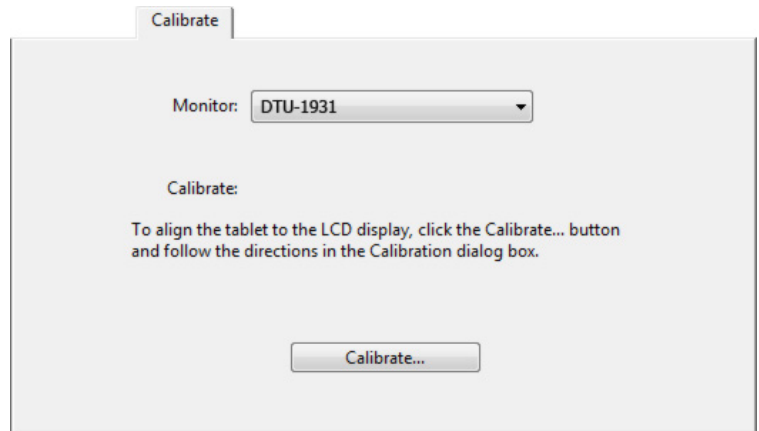 Calibrate
Monitor: DTU-1931
Calibrate:
To align the tablet to the LCD display, click the Calibrate... button
and follow the directions in the Calibration dialog box.
Calibrate...